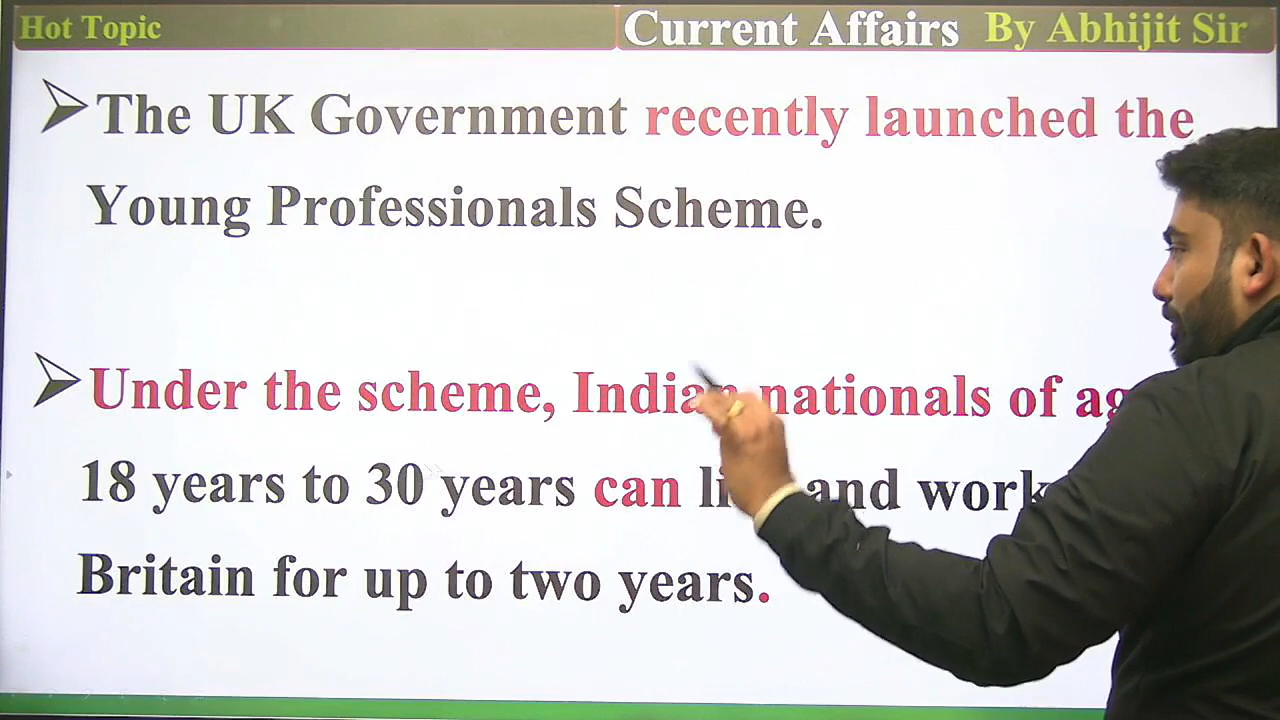 Hot Topic
Current Affairs By Abhijit Sir
The UK Government recently launched the
Young Professionals Scheme.
Under the scheme, Indian nationals of
18 years to 30 years can and work
Britain for up to two years.